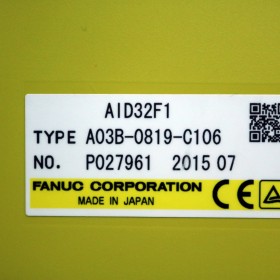 AID32F1
TYPE A03B-0819-C106
NO. P027961 2015 07
FANUC CORPORATION
MADE IN JAPAN
CE